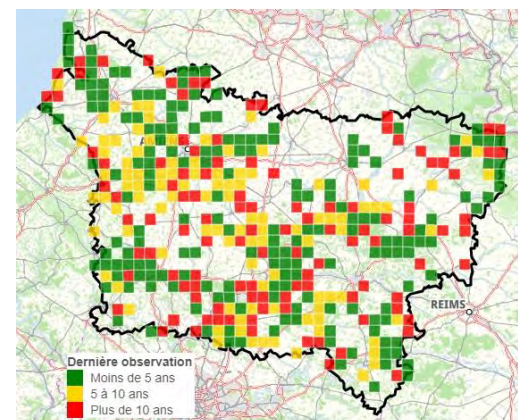 REIMS
Dernière observation
Moins de 5 ans
5 à 10 ans
Plus de 10 ans